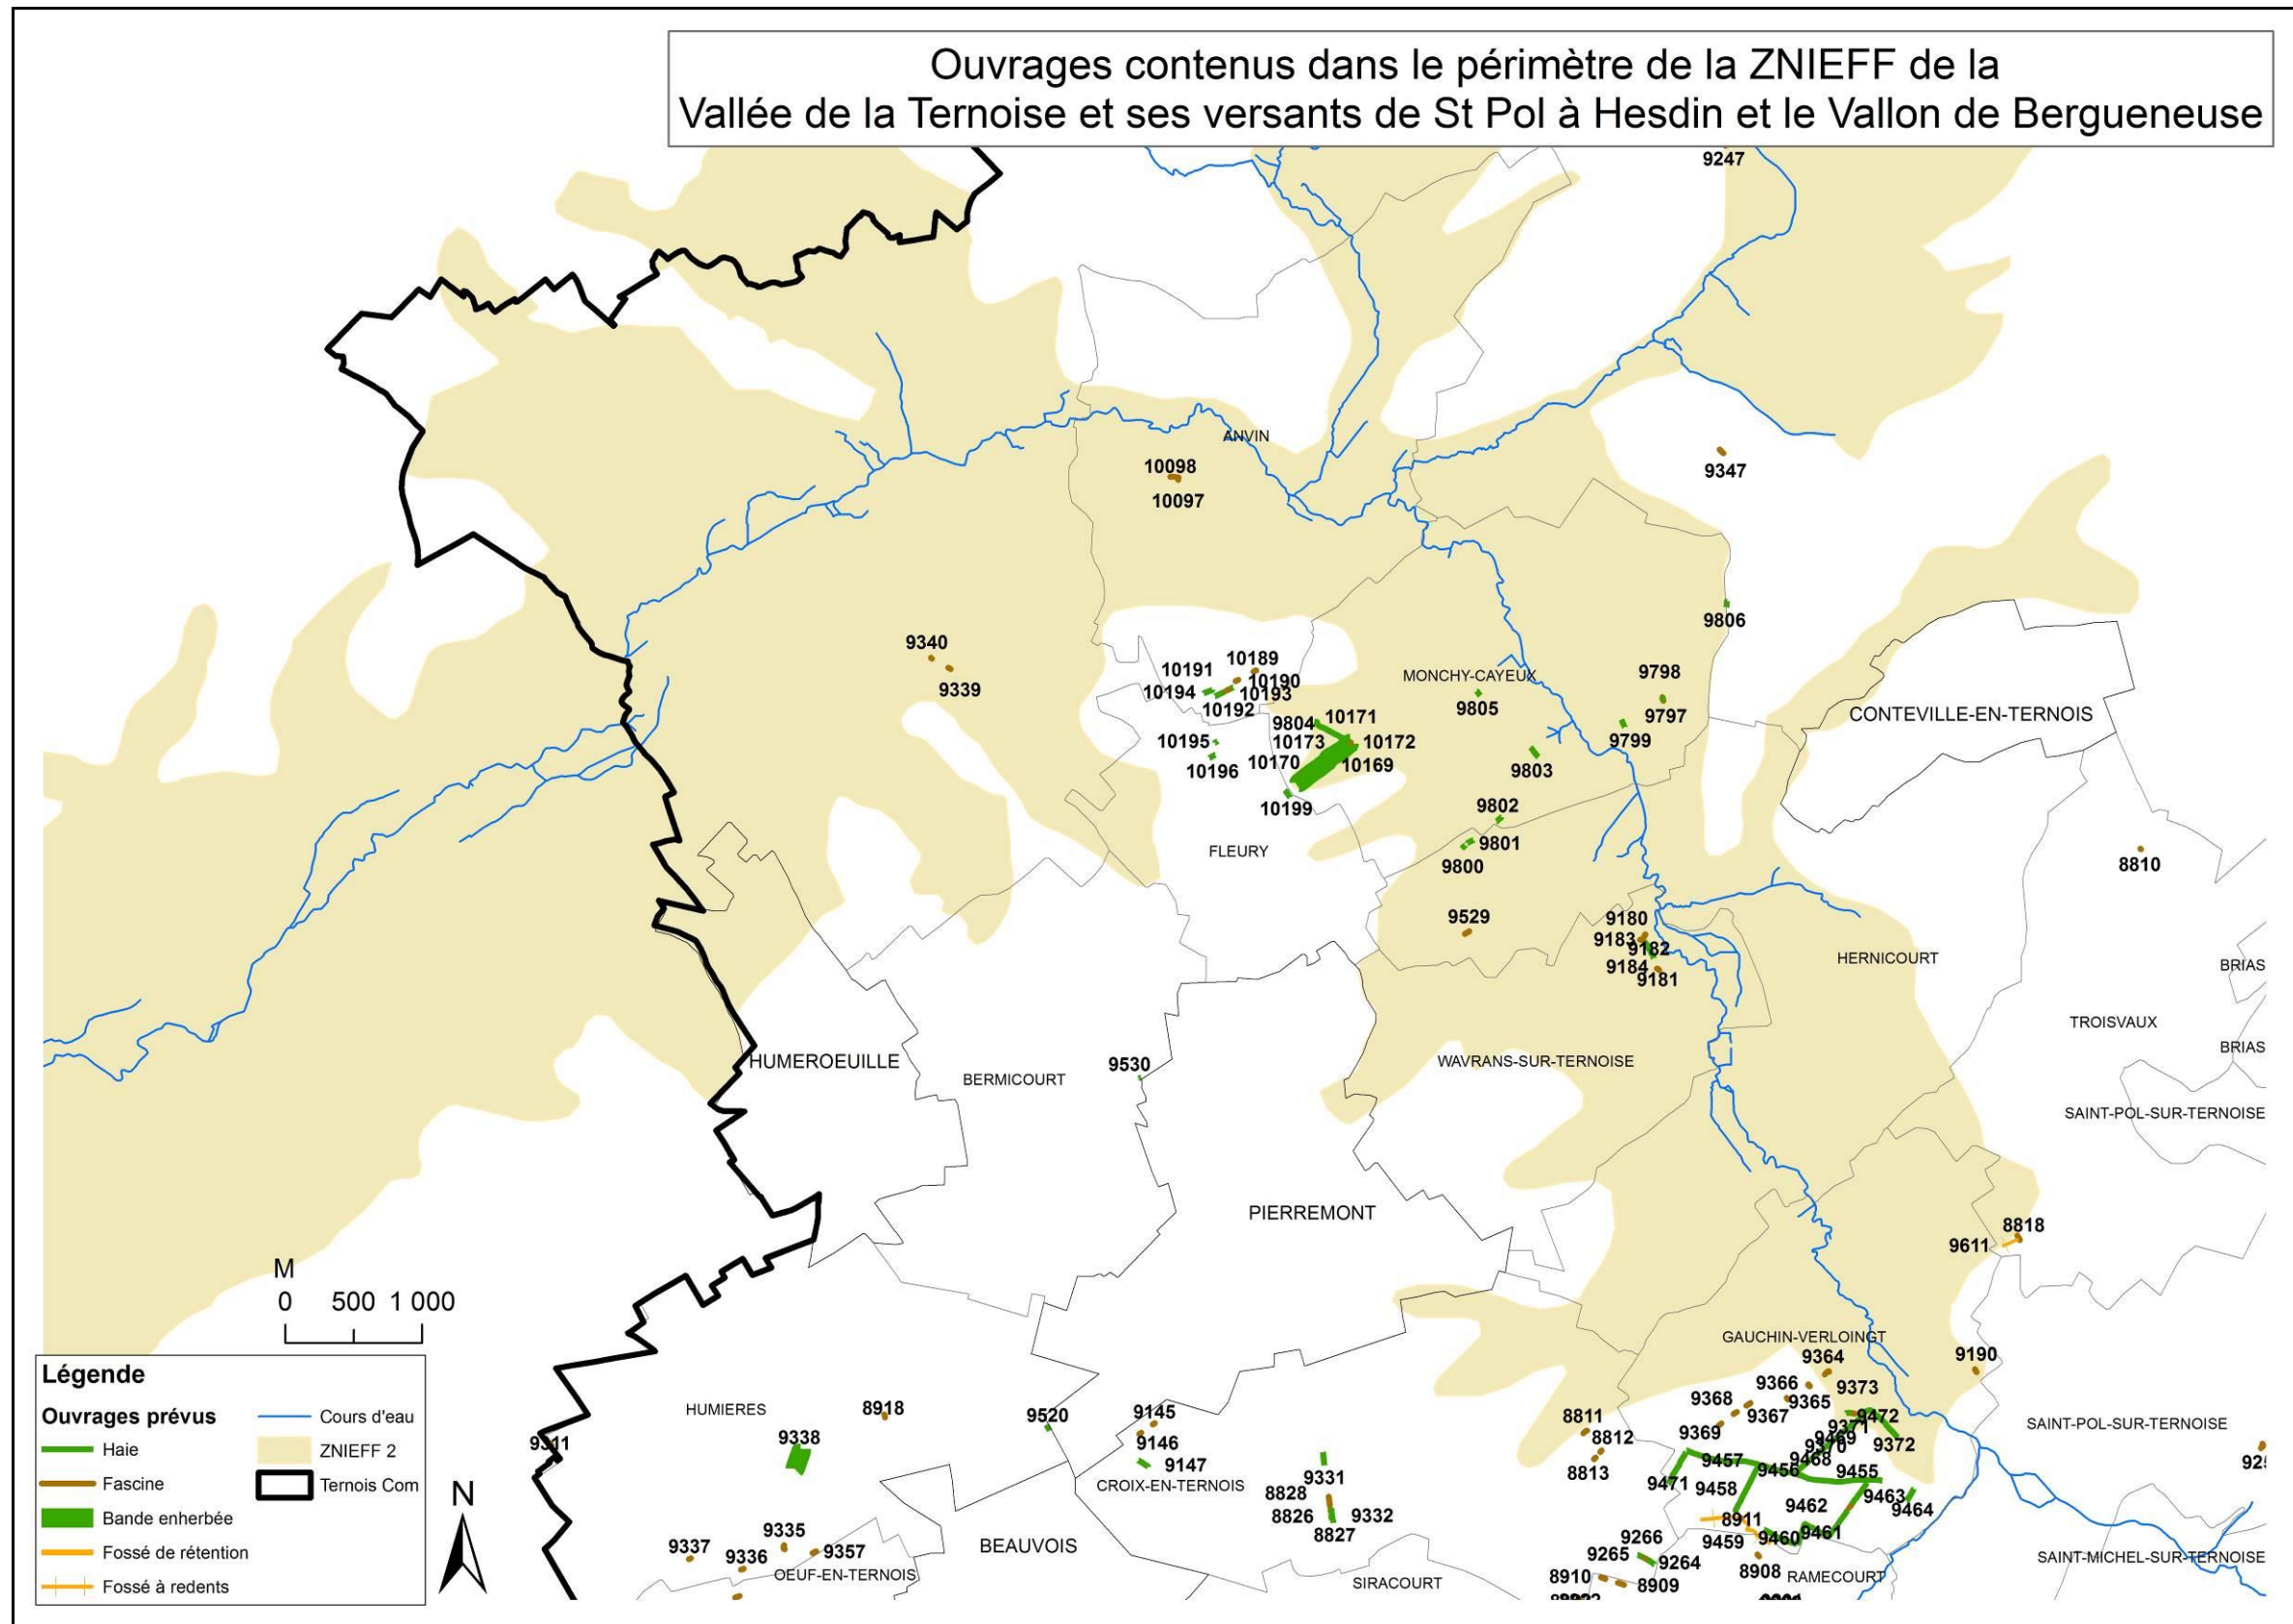 Ouvrages contenus dans le périmètre de la ZNIEFF de la
Vallée de la Ternoise et ses versants de St Pol à Hesdin et le Vallon de Bergueneuse
9247
ANVIN
10098
10097
9347
9806
9340
9339
10191
10189
10194
10190
10193
10192
MONCHY-CAYEUX
9805
9798
9797
9799
CONTEVILLE-EN-TERNOIS
9804
10171
10195
10173
10172
10196
10170
10169
9803
10199
9802
9801
9800
FLEURY
8810
9529
9180
9183
9182
9184
9181
HERNICOURT
BRIAS
TROISVAUX
BRIAS
HUMEROEUILLE
BERMICOURT
9530
WAVRANS-SUR-TERNOISE
SAINT-POL-SUR-TERNOISE
PIERREMONT
8818
9611
M
0 500 1 000
GAUCHIN-VERLOINGT
9364
9190
9366
9373
9368
9365
9367
9369
9472
9371
9469
9370
9372
9468
9457
9456
9455
9471
9458
9462
9463
9464
8911
9459
9460
9461
SAINT-POL-SUR-TERNOISE
HUMIERES
8918
9520
9145
9146
9147
CROIX-EN-TERNOIS
9311
9338
8811
8812
8813
9331
8828
8826
9332
8827
9335
9337
9336
9357
OEUF-EN-TERNOIS
BEAUVOIS
SIRACOURT
9266
9265
9264
8910
8909
8908
RAMECOURT
SAINT-MICHEL-SUR-TERNOISE
Légende
Ouvrages prévus
Haie
Fascine
Bande enherbée
Fossé de rétention
Fossé à redents
Cours d'eau
ZNIEFF 2
Ternois Com
N